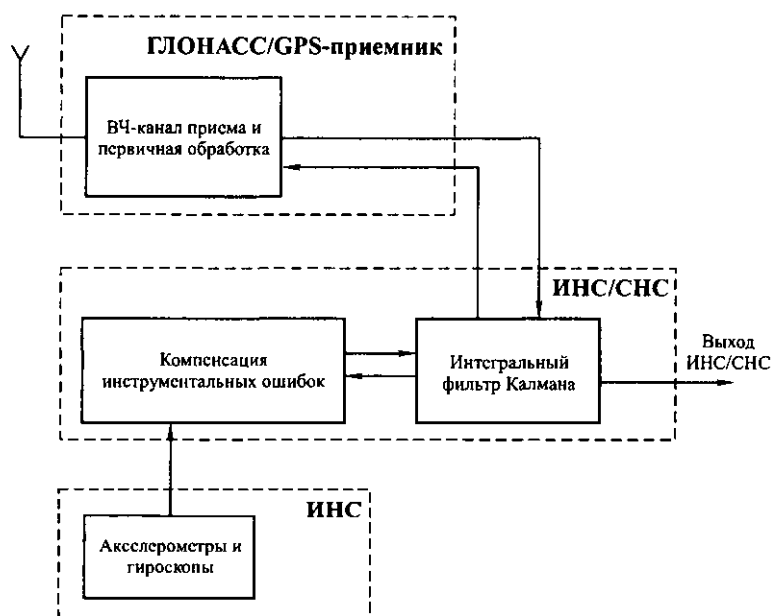 ГЛОНАСС/GPS-приемник
ВЧ-канал приема и
первичная обработка
ИНС/СНС
Компенсация
инструментальных ошибок
Интегральный
фильтр Калмана
Выход
ИНС/СНС
ИНС
Акселерометры и
гироскопы